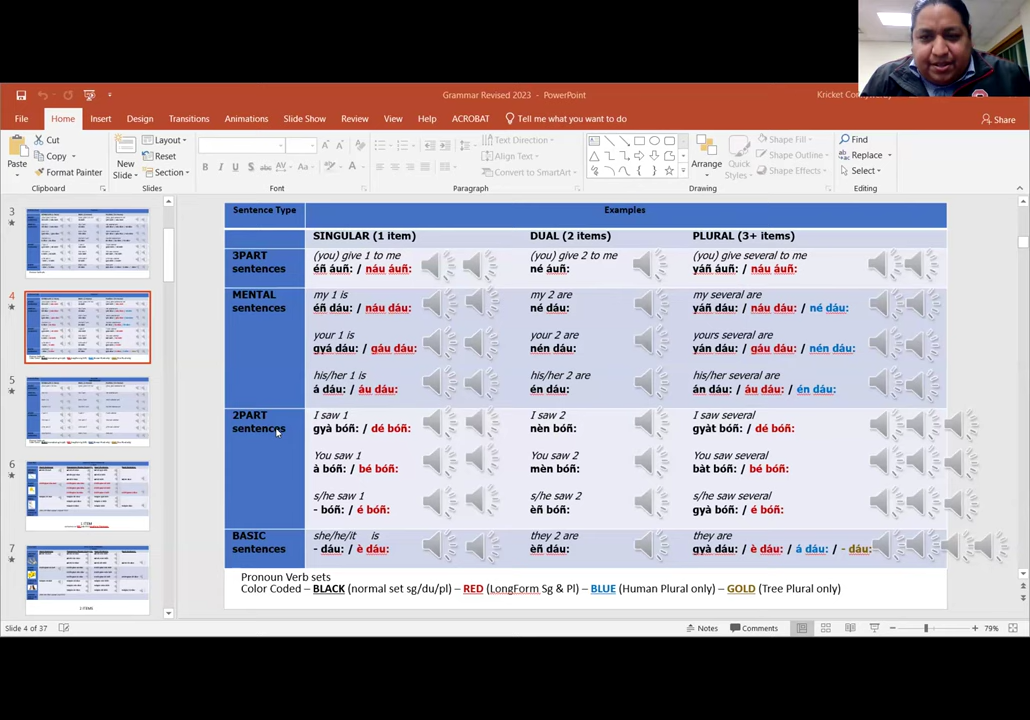 Grammar Revised 2023 - PowerPoint
File Home Insert Design Transitions Animations Slide Show Review View Help ACROBAT Tell me what you want to do Share
Paste
Cut
Copy
Format Painter
Clipboard
New Slide
Layout
Reset
Section
Slides
Font
Text Direction
Align Text
Convert to SmartArt
Paragraph
Arrange
Quick Styles
Shape Fill
Shape Outline
Shape Effects
Drawing
Find
Replace
Select
Editing
3
4
5
6
7
Sentence Type Examples
SINGULAR (1 item) DUAL (2 items) PLURAL (3+ items)
3PART sentences
(you) give 1 to me (you) give 2 to me (you) give several to me
éñ áuñ: / náu áuñ: né áuñ: yáñ áuñ: / náu áuñ:
MENTAL sentences
my 1 is my 2 are my several are
éñ dáu: / náu dáu: né dáu: yáñ dáu: / náu dáu: / né dáu:
your 1 is your 2 are yours several are
gyá dáu: / gáu dáu: nén dáu: yán dáu: / gáu dáu: / nén dáu:
his/her 1 is his/her 2 are his/her several are
á dáu: / áu dáu: én dáu: án dáu: / áu dáu: / én dáu:
2PART sentences
I saw 1 I saw 2 I saw several
gyà bóñ: / dé bóñ: nèn bóñ: gyàt bóñ: / dé bóñ:
You saw 1 You saw 2 You saw several
à bóñ: / bé bóñ: mèn bóñ: bàt bóñ: / bé bóñ:
s/he saw 1 s/he saw 2 s/he saw several
- bóñ: / é bóñ: èñ bóñ: gyà bóñ: / é bóñ:
BASIC sentences
she/he/it is they 2 are they are
- dáu: / è dáu: èñ dáu: gyà dáu: / è dáu: / á dáu: / - dáu:
Pronoun Verb sets
Color Coded – BLACK (normal set sg/du/pl) – RED (LongForm Sg & Pl) – BLUE (Human Plural only) – GOLD (Tree Plural only)
Slide 4 of 37 Notes Comments 79%